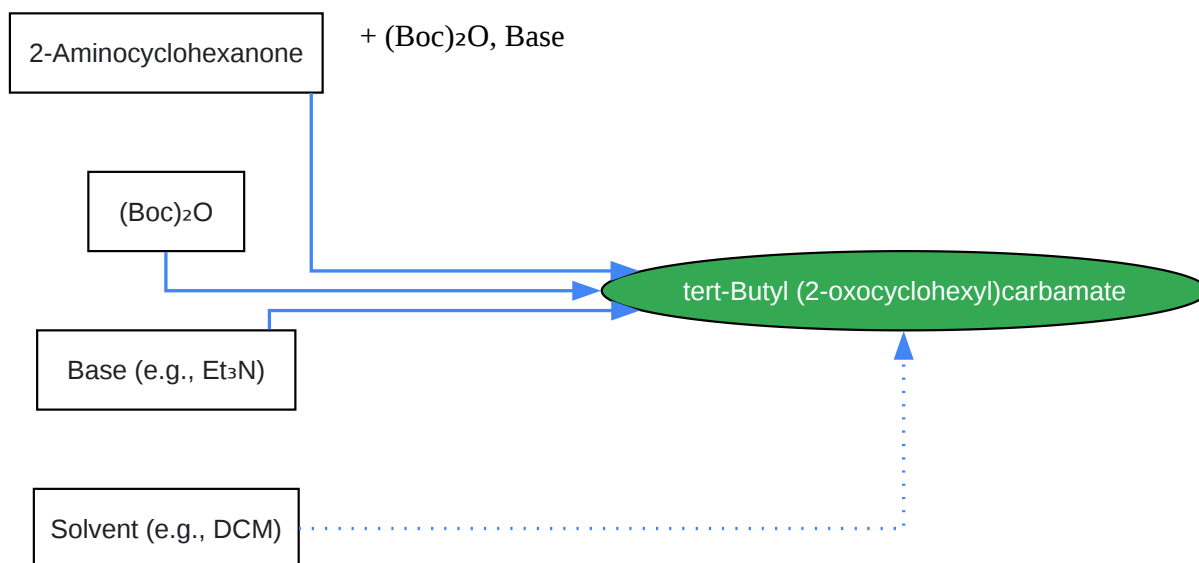 2-Aminocyclohexanone
+ (Boc)₂O, Base
(Boc)₂O
tert-Butyl (2-oxocyclohexyl)carbamate
Base (e.g., Et₃N)
Solvent (e.g., DCM)